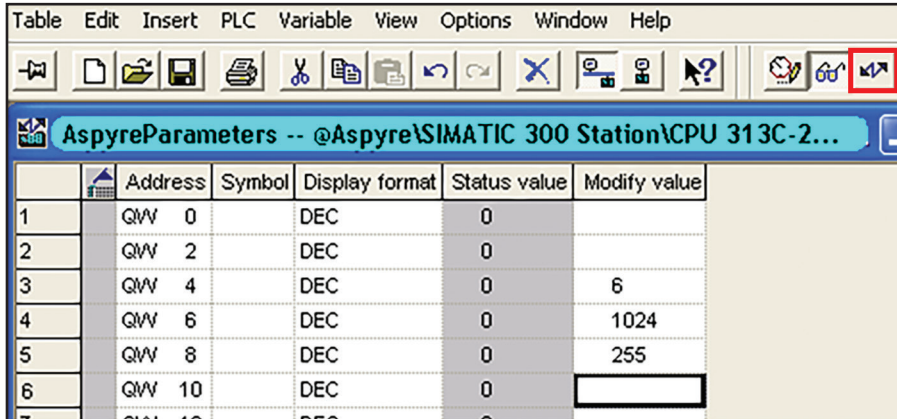 Table Edit Insert PLC Variable View Options Window Help
AspyreParameters -- @Aspyre\SIMATIC 300 Station\CPU 313C-2...
Address Symbol Display format Status value Modify value
1 QW 0 DEC 0
2 QW 2 DEC 0
3 QW 4 DEC 0 6
4 QW 6 DEC 0 1024
5 QW 8 DEC 0 255
6 QW 10 DEC 0